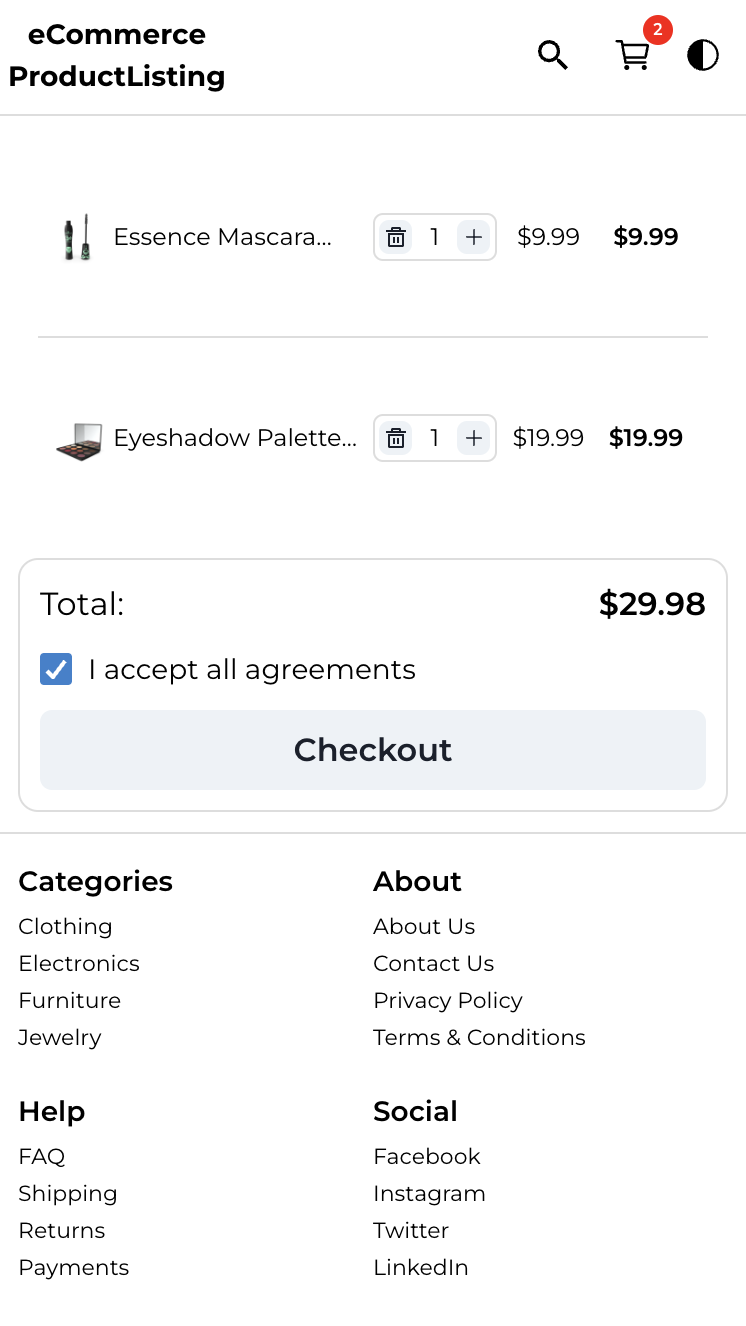 eCommerce
ProductListing
2
Essence Mascara... 1 $9.99 $9.99
Eyeshadow Palette... 1 $19.99 $19.99
Total: $29.98
I accept all agreements
Checkout
Categories
Clothing
Electronics
Furniture
Jewelry
About
About Us
Contact Us
Privacy Policy
Terms & Conditions
Help
FAQ
Shipping
Returns
Payments
Social
Facebook
Instagram
Twitter
LinkedIn